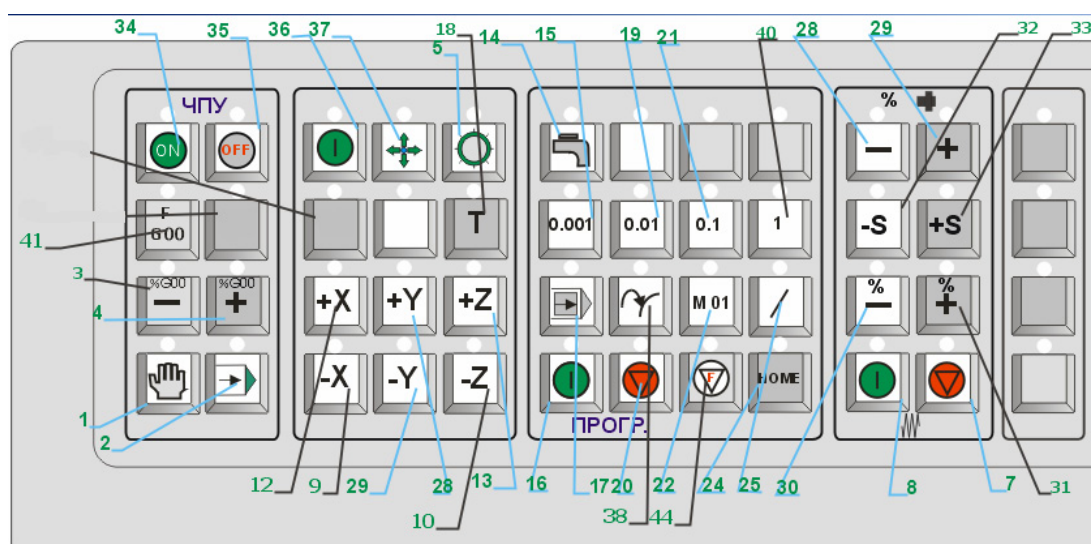 34 35 36 37 18 14 15 19 21 40 28 29 32 33
5
ЧПУ %
ON OFF
F T 0.001 0.01 0.1 1 -S +S
G00
41
3 %G00 %G00 % %
4 +X +Y +Z M 01
-X -Y -Z F HOME
1 ПРОГР.
2
12 9 29 28 13 16 17 20 22 24 25 30 8 7 31
10 38 44